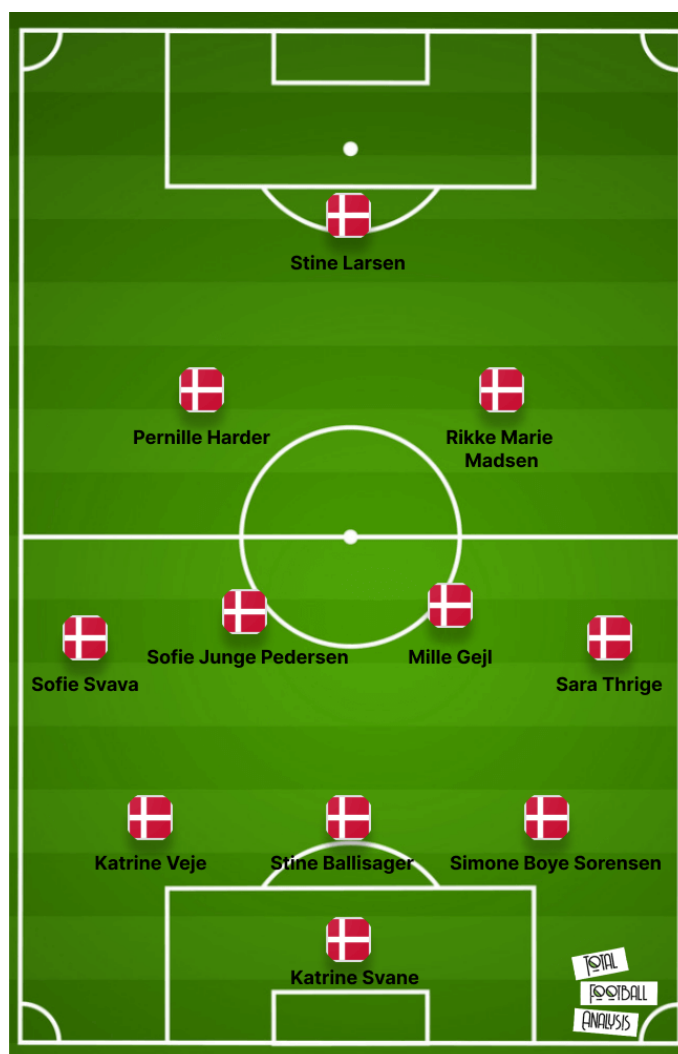 Stine Larsen
Pernille Harder
Rikke Marie
Madsen
Sofie Junge Pedersen
Mille Gejl
Sofie Svava
Sara Thrige
Katrine Veje
Stine Ballisager
Simone Boye Sorensen
Katrine Svane
TOTAL
FOOTBALL
ANALYSIS